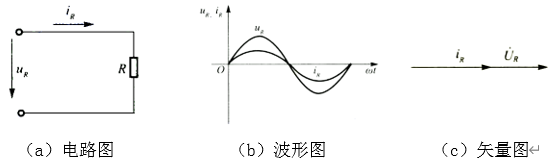 i_R
u_R
R
（a）电路图
u_R, i_R
u_R
O
i_R
ωt
（b）波形图
i_R U̇_R
（c）矢量图↵